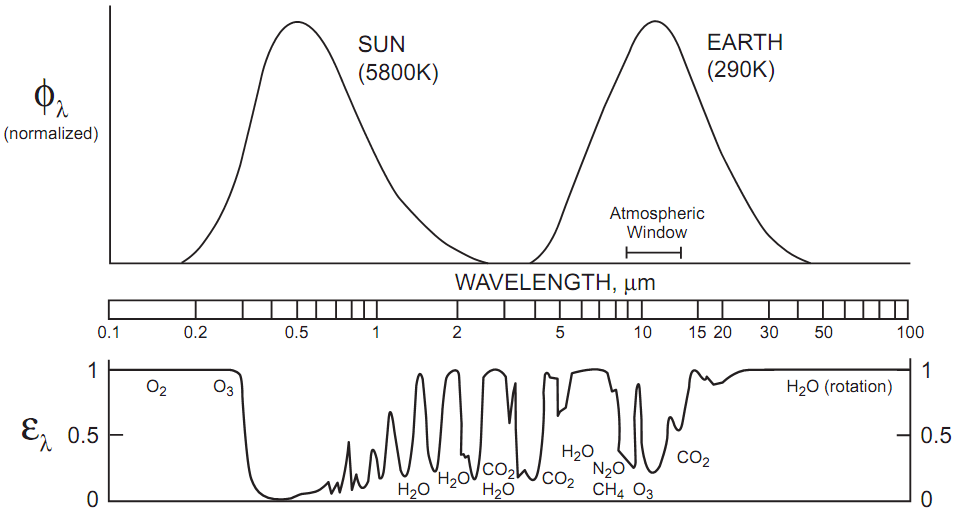 SUN
(5800K)
EARTH
(290K)
ϕλ
(normalized)
Atmospheric
Window
WAVELENGTH, μm
0.1 0.2 0.5 1 2 5 10 15 20 30 50 100
1 1
O₂ O₃ H₂O (rotation)
ελ 0.5 0.5
H₂O
CO₂
H₂O CO₂ N₂O
H₂O CO₂ H₂O CH₄ O₃
0 0